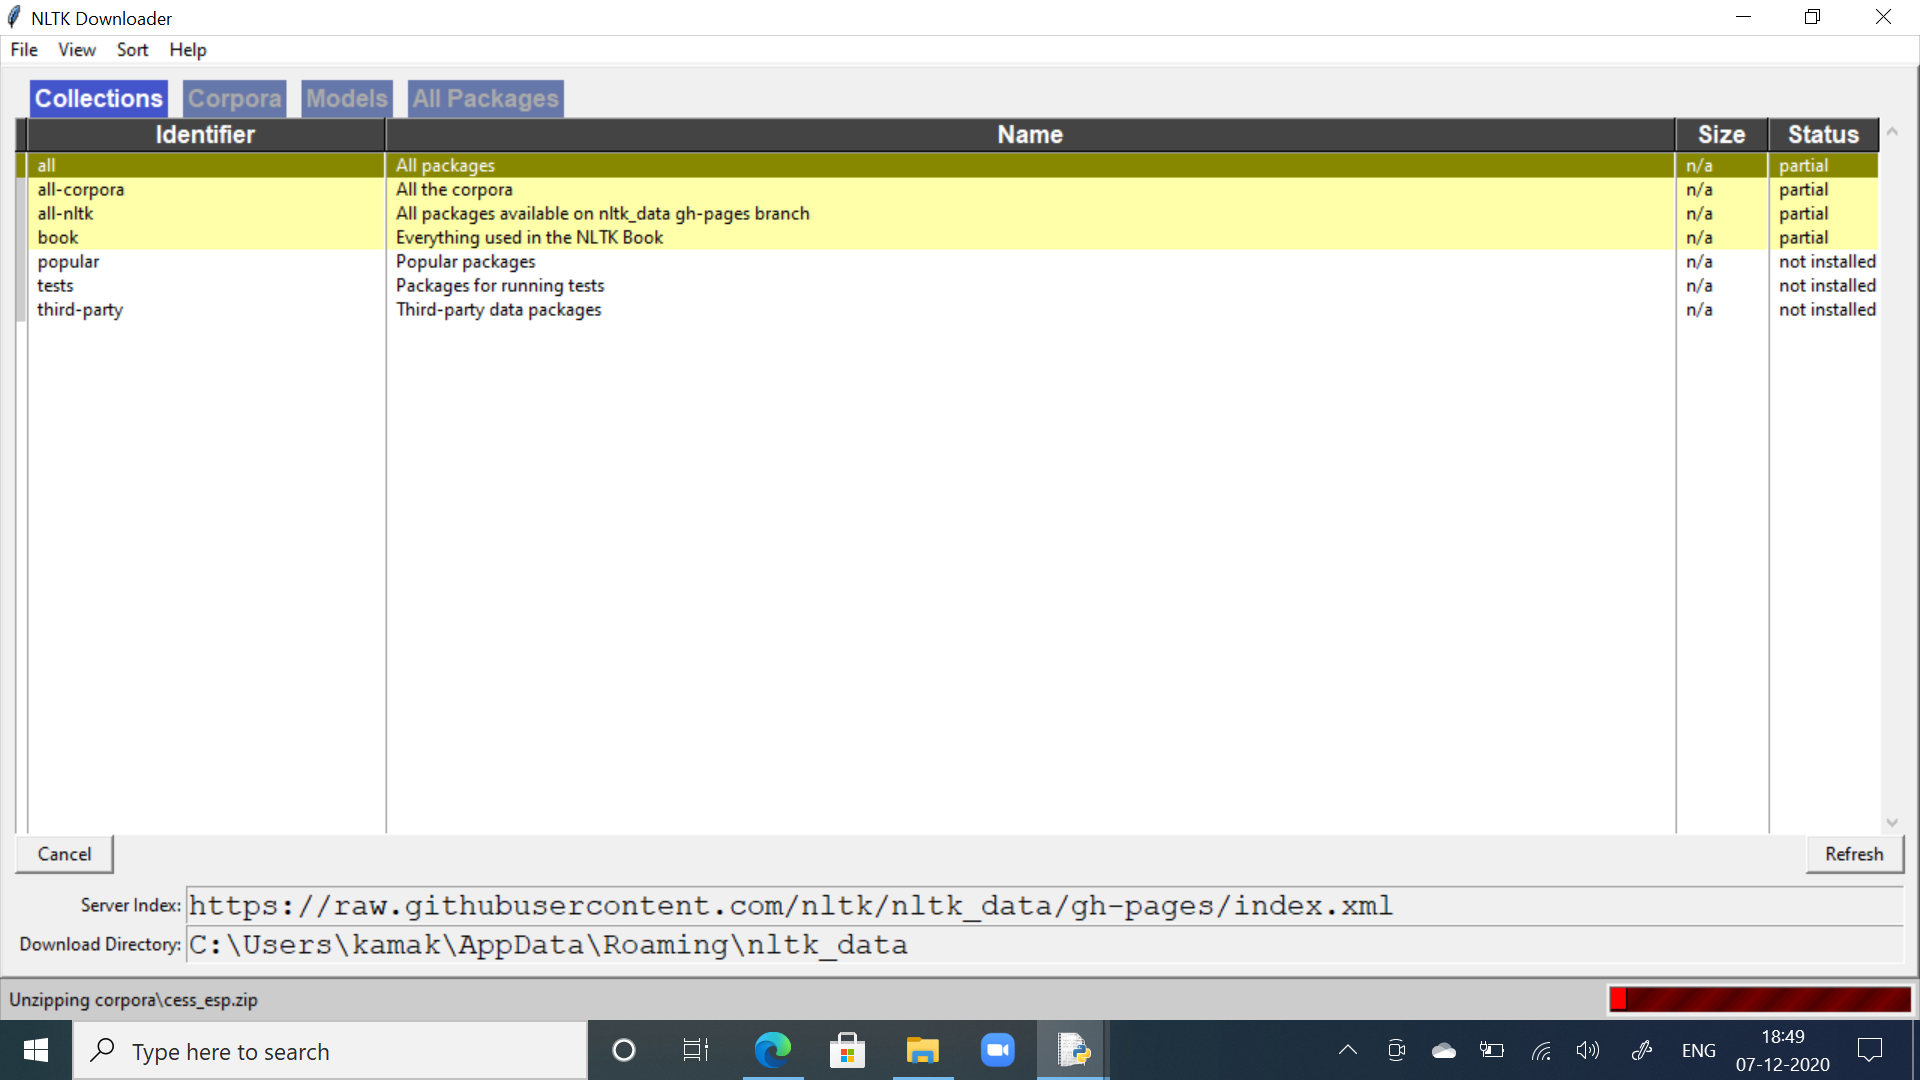 NLTK Downloader
File View Sort Help
Collections Corpora Models All Packages
Identifier Name Size Status
all All packages n/a partial
all-corpora All the corpora n/a partial
all-nltk All packages available on nltk_data gh-pages branch n/a partial
book Everything used in the NLTK Book n/a partial
popular Popular packages n/a not installed
tests Packages for running tests n/a not installed
third-party Third-party data packages n/a not installed
Cancel Refresh
Server Index: https://raw.githubusercontent.com/nltk/nltk_data/gh-pages/index.xml
Download Directory: C:\Users\kamak\AppData\Roaming\nltk_data
Unzipping corpora\cess_esp.zip
Type here to search ENG 18:49
07-12-2020